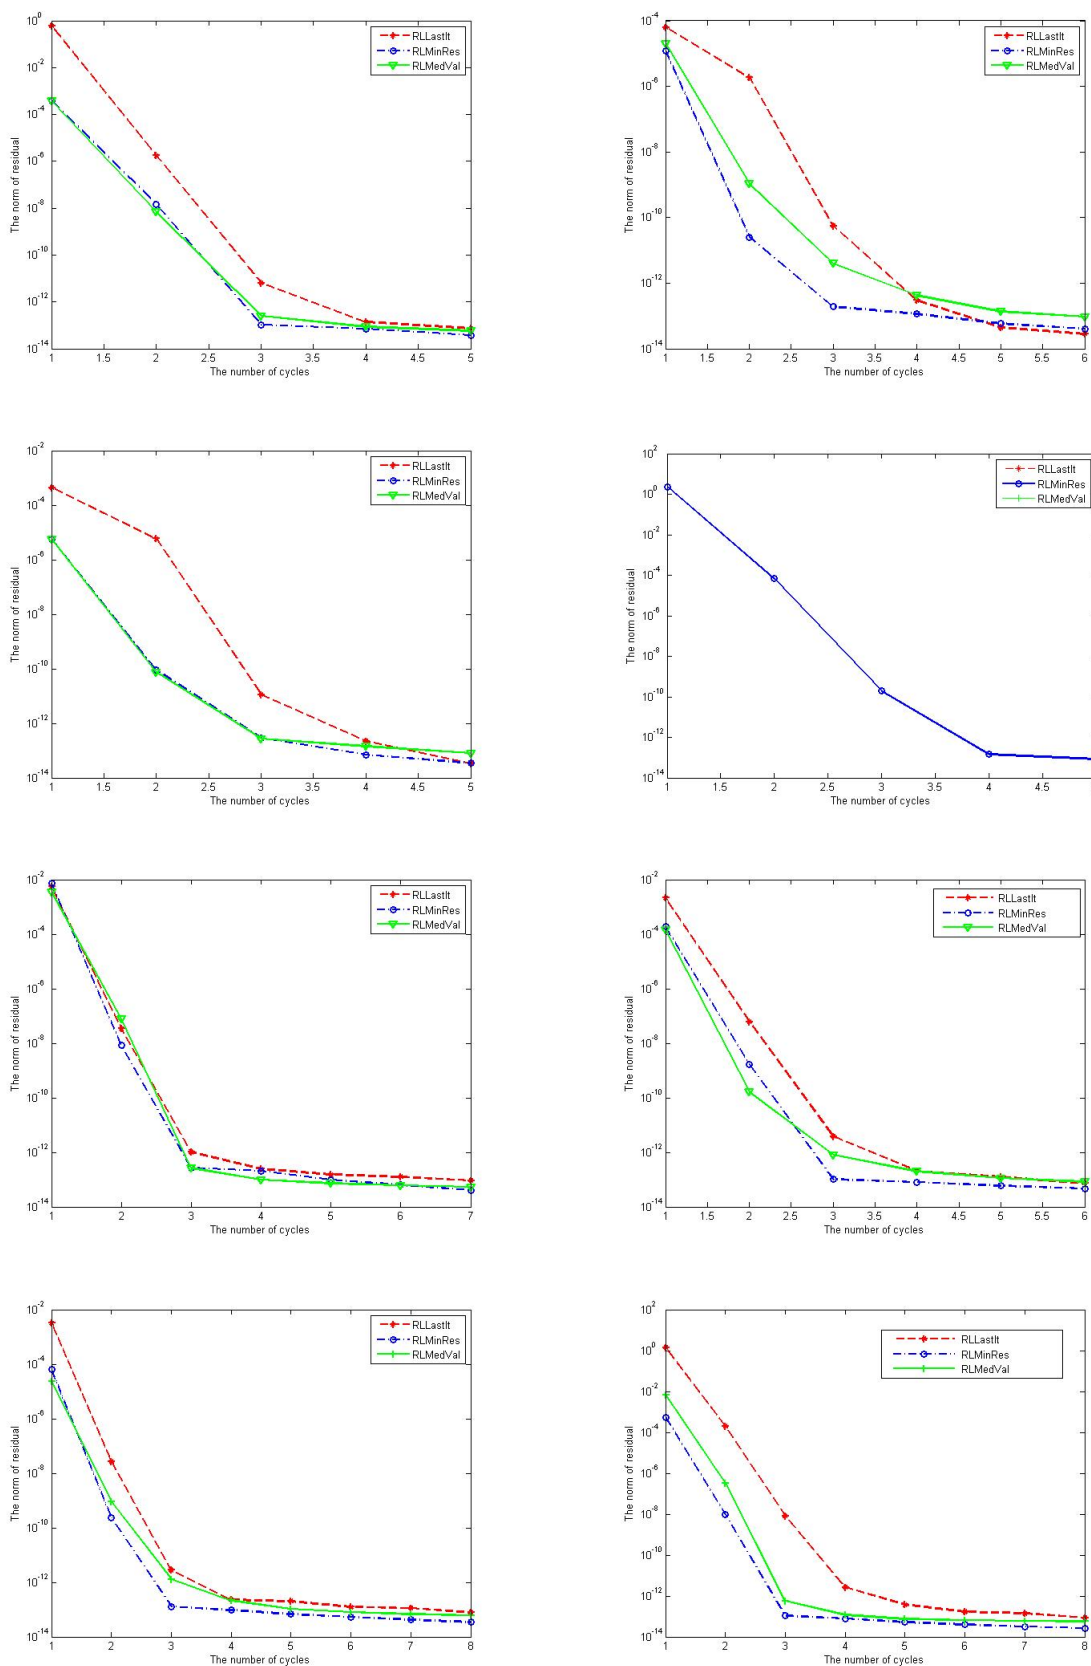 10⁰
RLLastIt
RLMinRes
RLMedVal
10⁻²
10⁻⁴
10⁻⁶
10⁻⁸
10⁻¹⁰
10⁻¹²
10⁻¹⁴
The norm of residual
1 1.5 2 2.5 3 3.5 4 4.5 5
The number of cycles
10⁻⁴
RLLastIt
RLMinRes
RLMedVal
10⁻⁶
10⁻⁸
10⁻¹⁰
10⁻¹²
10⁻¹⁴
The norm of residual
1 1.5 2 2.5 3 3.5 4 4.5 5 5.5 6
The number of cycles
10⁻²
RLLastIt
RLMinRes
RLMedVal
10⁻⁴
10⁻⁶
10⁻⁸
10⁻¹⁰
10⁻¹²
10⁻¹⁴
The norm of residual
1 1.5 2 2.5 3 3.5 4 4.5 5
The number of cycles
10²
RLLastIt
RLMinRes
RLMedVal
10⁰
10⁻²
10⁻⁴
10⁻⁶
10⁻⁸
10⁻¹⁰
10⁻¹²
10⁻¹⁴
The norm of residual
1 1.5 2 2.5 3 3.5 4 4.5
The number of cycles
10⁻²
RLLastIt
RLMinRes
RLMedVal
10⁻⁴
10⁻⁶
10⁻⁸
10⁻¹⁰
10⁻¹²
10⁻¹⁴
The norm of residual
1 2 3 4 5 6 7
The number of cycles
10⁻²
RLLastIt
RLMinRes
RLMedVal
10⁻⁴
10⁻⁶
10⁻⁸
10⁻¹⁰
10⁻¹²
10⁻¹⁴
The norm of residual
1 1.5 2 2.5 3 3.5 4 4.5 5 5.5 6
The number of cycles
10⁻²
RLLastIt
RLMinRes
RLMedVal
10⁻⁴
10⁻⁶
10⁻⁸
10⁻¹⁰
10⁻¹²
10⁻¹⁴
The norm of residual
1 2 3 4 5 6 7 8
The number of cycles
10²
RLLastIt
RLMinRes
RLMedVal
10⁰
10⁻²
10⁻⁴
10⁻⁶
10⁻⁸
10⁻¹⁰
10⁻¹²
10⁻¹⁴
The norm of residual
1 2 3 4 5 6 7 8
The number of cycles